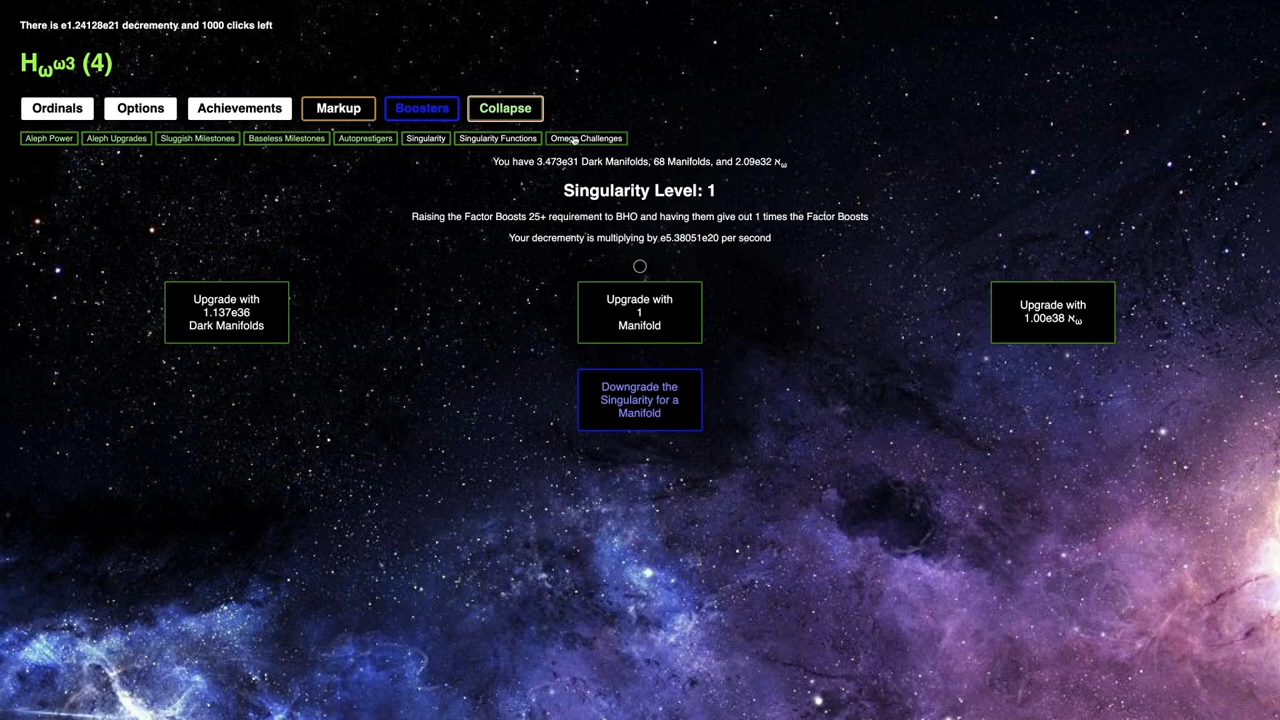 There is e1.24128e21 decrementy and 1000 clicks left
H_ω^ω3 (4)
Ordinals Options Achievements Markup Boosters Collapse
Aleph Power Aleph Upgrades Sluggish Milestones Baseless Milestones Autoprestigers Singularity Singularity Functions Omega Challenges
You have 3.473e31 Dark Manifolds, 68 Manifolds, and 2.09e32 ℵω
Singularity Level: 1
Raising the Factor Boosts 25+ requirement to BHO and having them give out 1 times the Factor Boosts
Your decrementy is multiplying by e5.38051e20 per second
Upgrade with
1.137e36
Dark Manifolds
Upgrade with
1
Manifold
Upgrade with
1.00e38 ℵω
Downgrade the
Singularity for a
Manifold